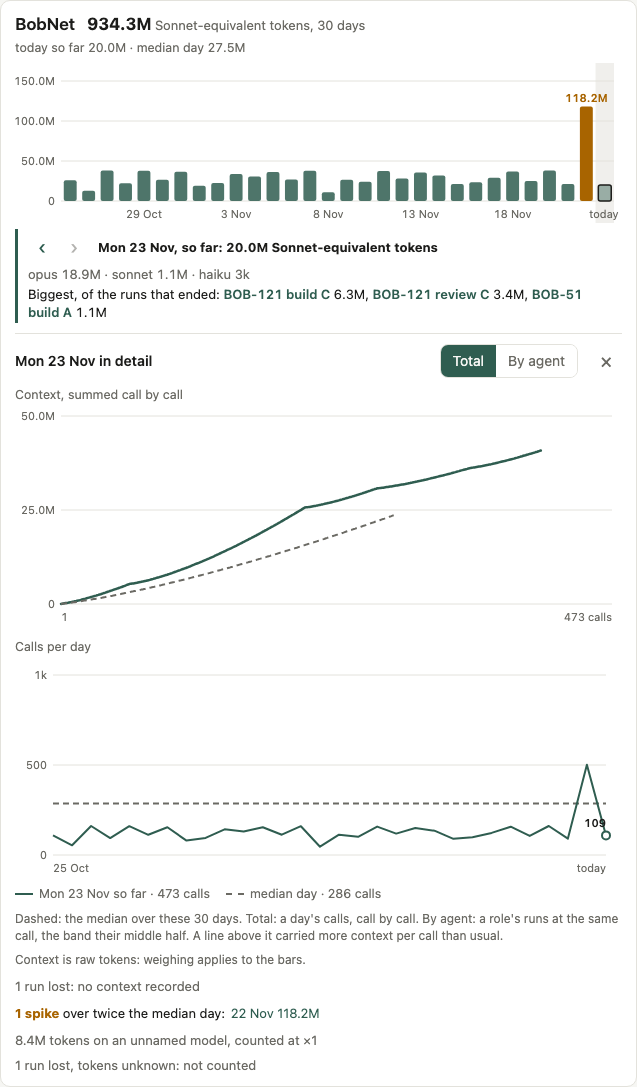 BobNet 934.3M Sonnet-equivalent tokens, 30 days
today so far 20.0M · median day 27.5M
150.0M
118.2M
100.0M
50.0M
0
29 Oct 3 Nov 8 Nov 13 Nov 18 Nov today
‹ › Mon 23 Nov, so far: 20.0M Sonnet-equivalent tokens
opus 18.9M · sonnet 1.1M · haiku 3k
Biggest, of the runs that ended: BOB-121 build C 6.3M, BOB-121 review C 3.4M, BOB-51
build A 1.1M
Mon 23 Nov in detail Total By agent ×
Context, summed call by call
50.0M
25.0M
0
1 473 calls
Calls per day
1k
500
109
0
25 Oct today
Mon 23 Nov so far · 473 calls median day · 286 calls
Dashed: the median over these 30 days. Total: a day's calls, call by call. By agent: a role's runs at the same
call, the band their middle half. A line above it carried more context per call than usual.
Context is raw tokens: weighing applies to the bars.
1 run lost: no context recorded
1 spike over twice the median day: 22 Nov 118.2M
8.4M tokens on an unnamed model, counted at ×1
1 run lost, tokens unknown: not counted